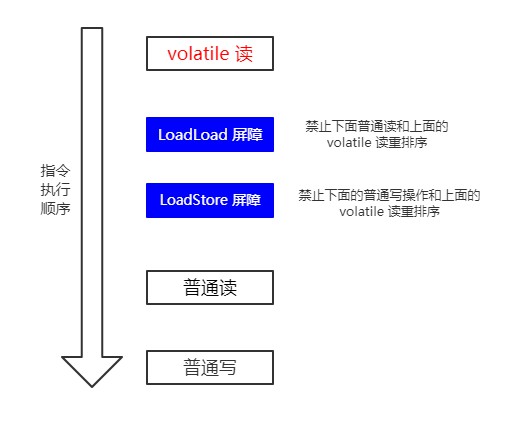 volatile 读
LoadLoad 屏障
禁止下面普通读和上面的
volatile 读重排序
指令
执行
顺序
LoadStore 屏障
禁止下面的普通写操作和上面的
volatile 读重排序
普通读
普通写